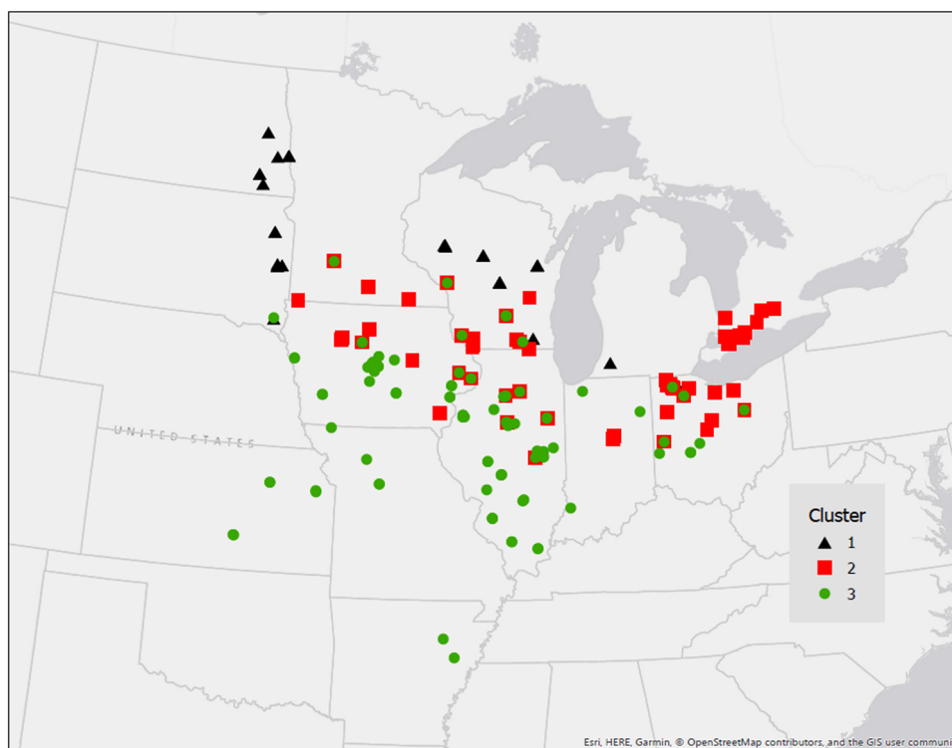 UNITED STATES
Cluster
1
2
3
Esri, HERE, Garmin, © OpenStreetMap contributors, and the GIS user communi